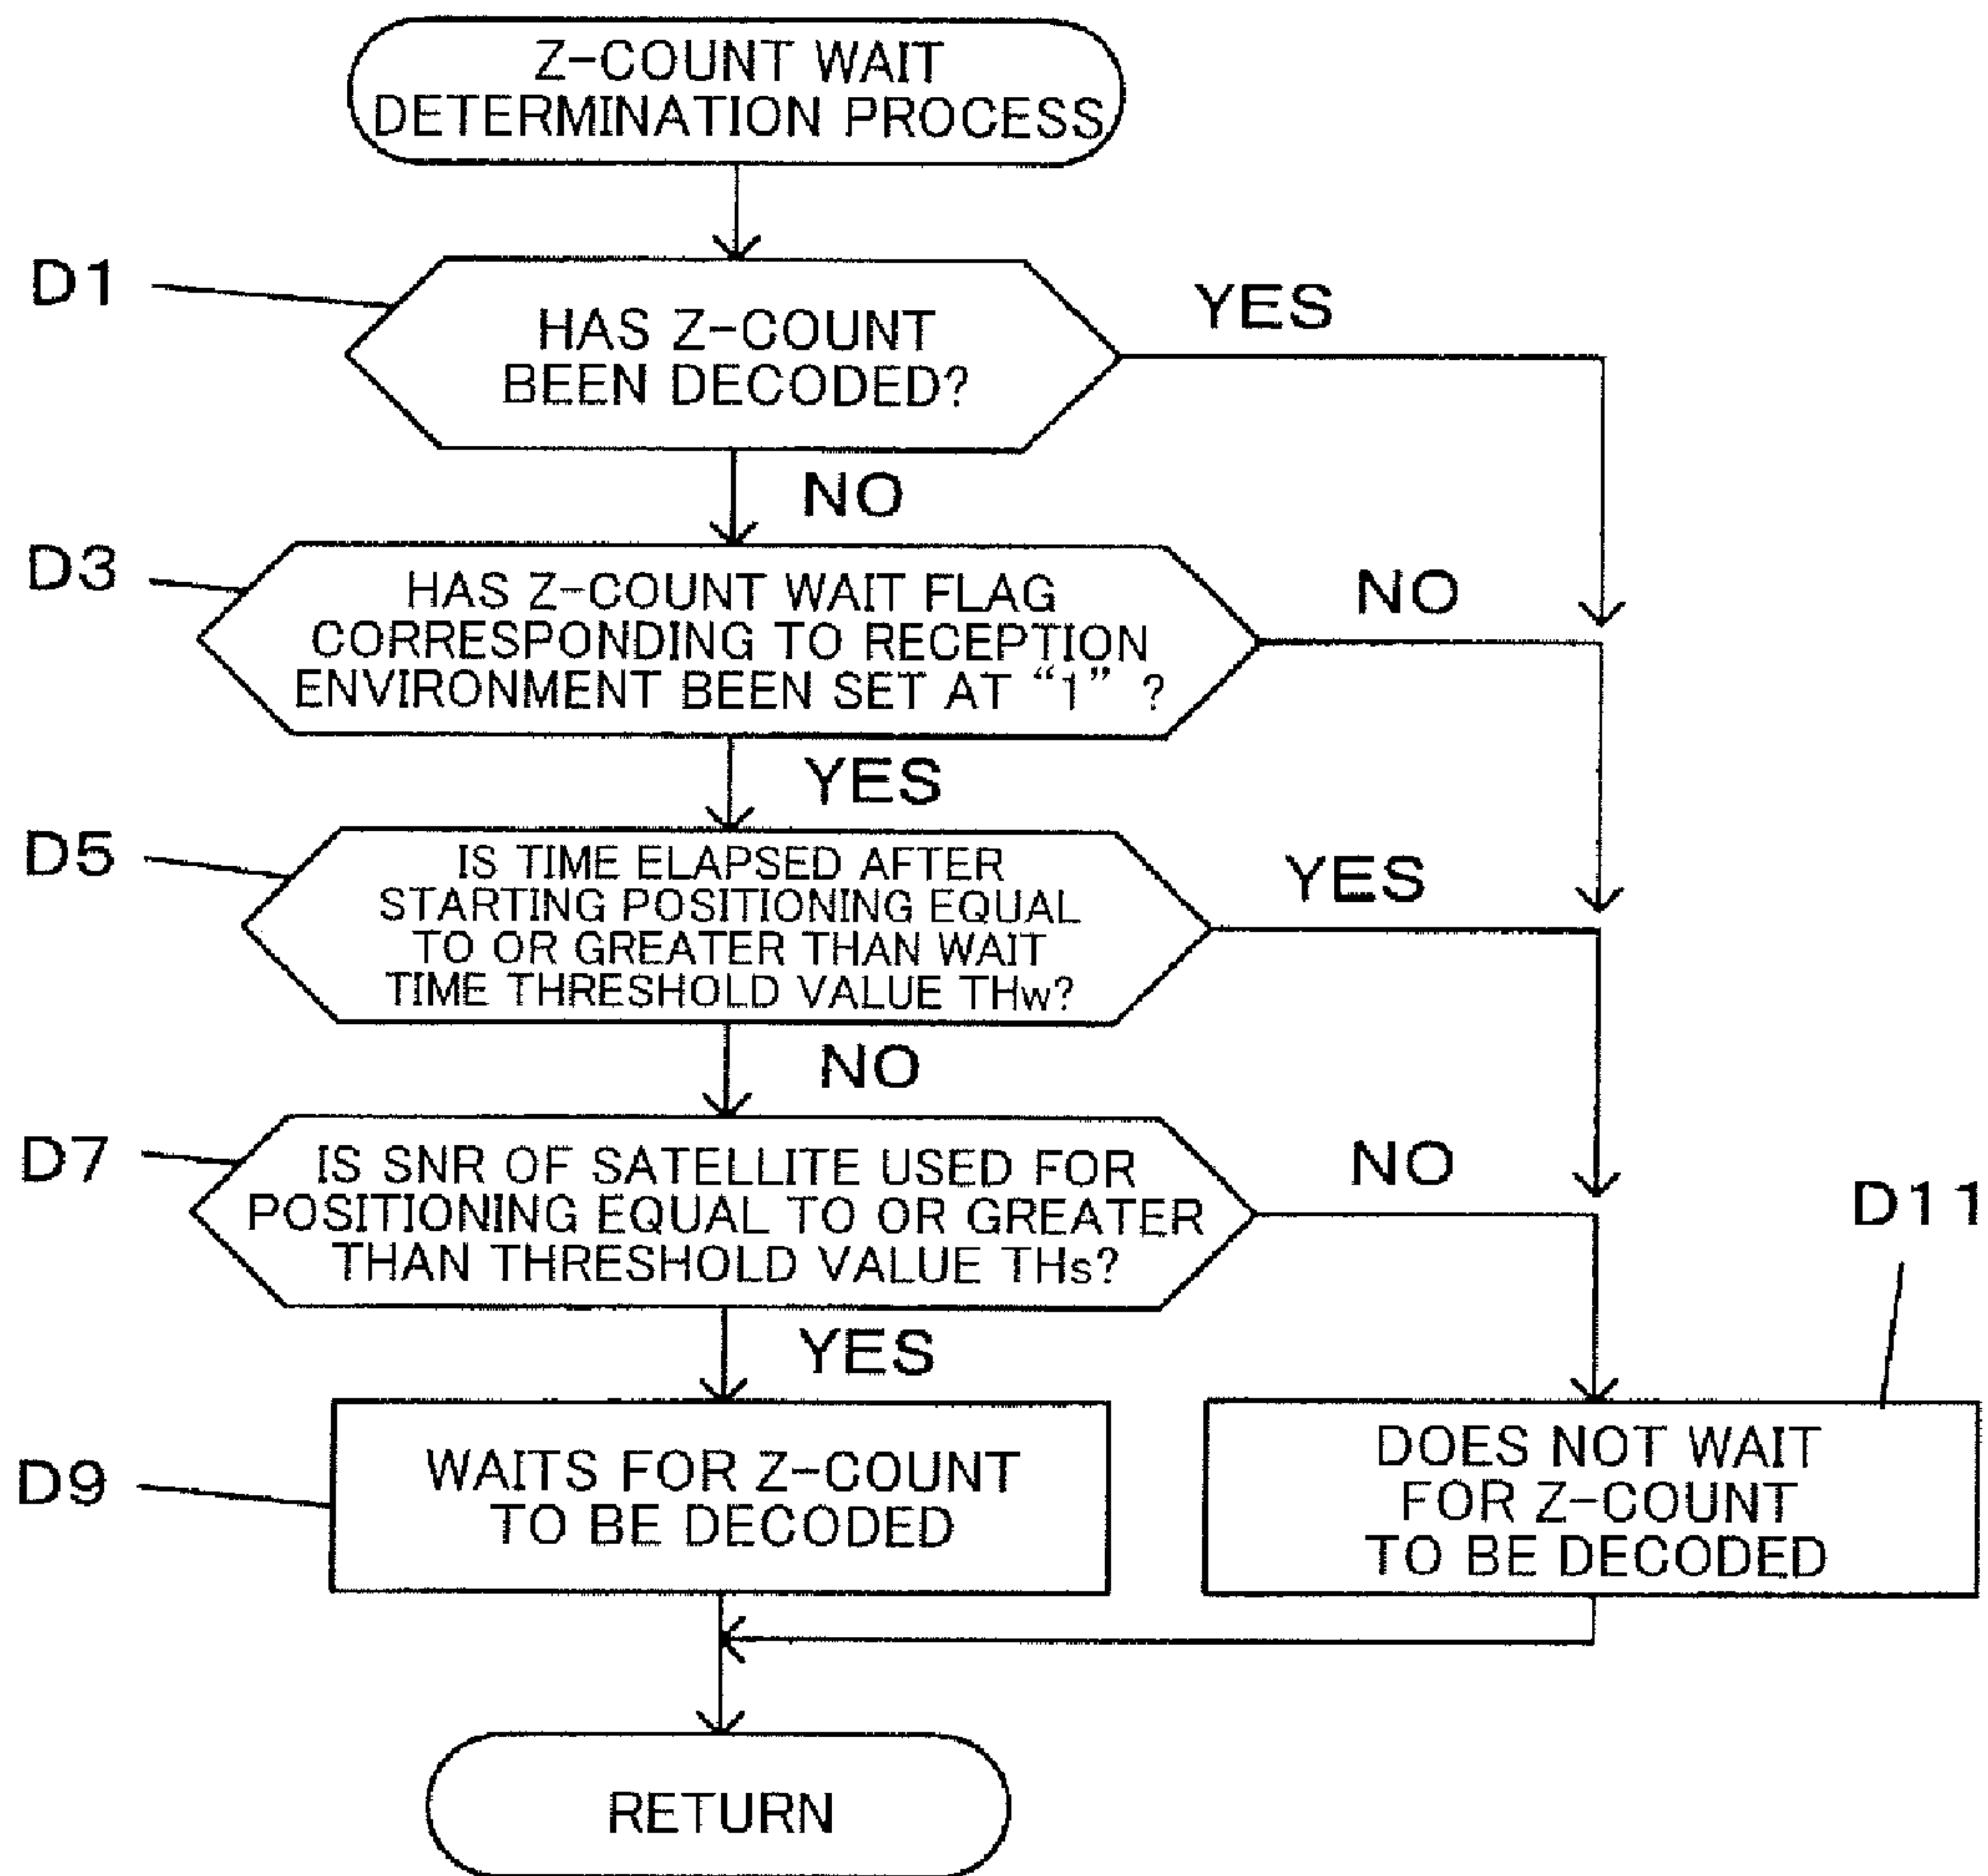 Z-COUNT WAIT
DETERMINATION PROCESS
D1
HAS Z-COUNT
BEEN DECODED?
YES
NO
D3
HAS Z-COUNT WAIT FLAG
CORRESPONDING TO RECEPTION
ENVIRONMENT BEEN SET AT “1” ?
NO
YES
D5
IS TIME ELAPSED AFTER
STARTING POSITIONING EQUAL
TO OR GREATER THAN WAIT
TIME THRESHOLD VALUE THw?
YES
NO
D7
IS SNR OF SATELLITE USED FOR
POSITIONING EQUAL TO OR GREATER
THAN THRESHOLD VALUE THs?
NO
YES
D9
WAITS FOR Z-COUNT
TO BE DECODED
D11
DOES NOT WAIT
FOR Z-COUNT
TO BE DECODED
RETURN